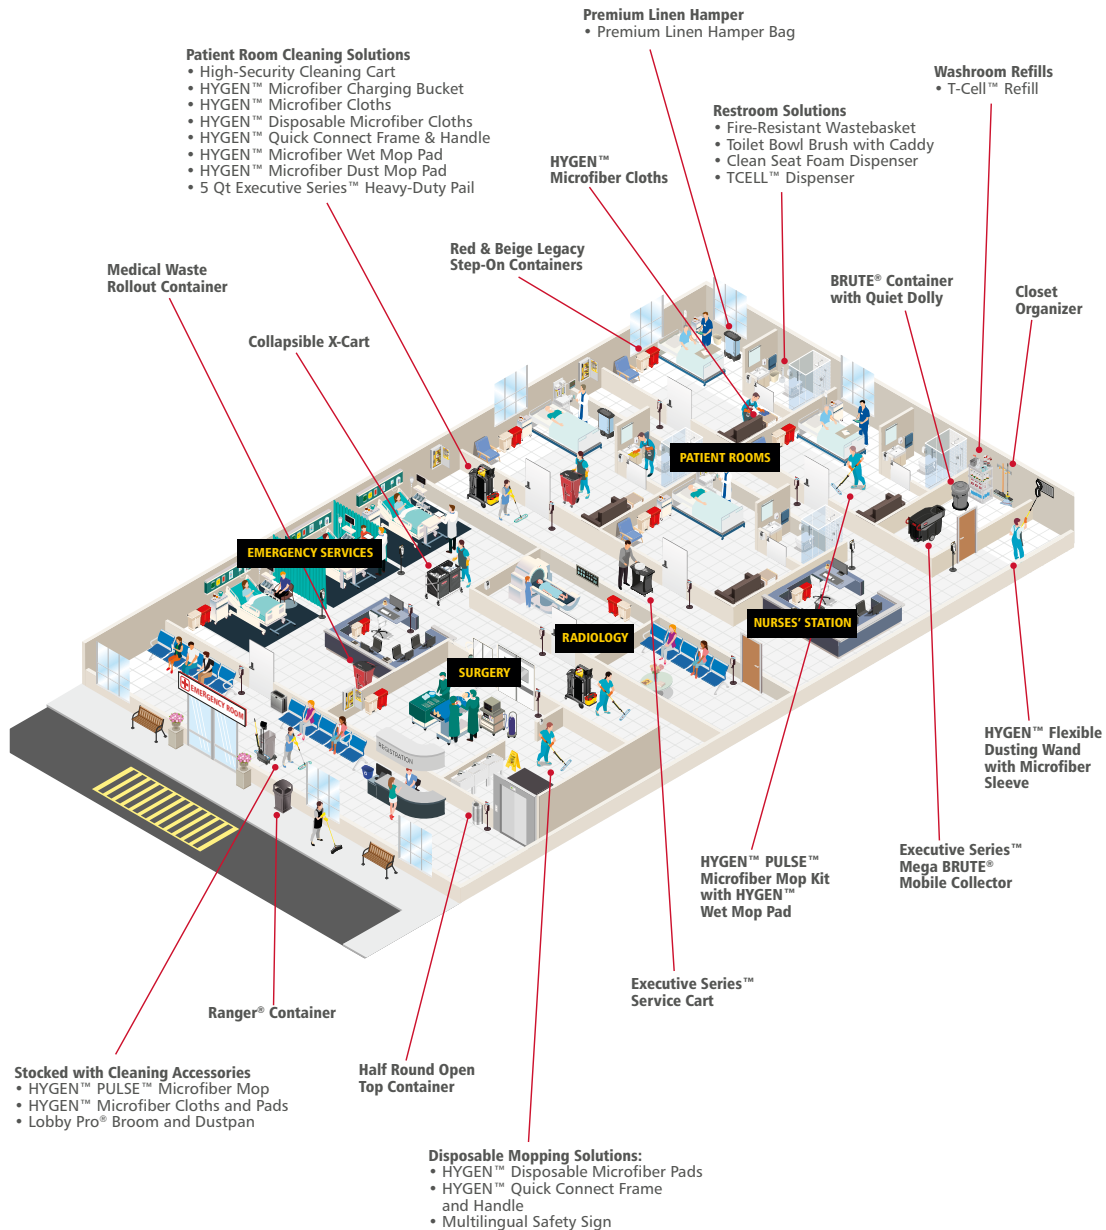 Premium Linen Hamper
• Premium Linen Hamper Bag
Patient Room Cleaning Solutions
• High-Security Cleaning Cart
• HYGEN™ Microfiber Charging Bucket
• HYGEN™ Microfiber Cloths
• HYGEN™ Disposable Microfiber Cloths
• HYGEN™ Quick Connect Frame & Handle
• HYGEN™ Microfiber Wet Mop Pad
• HYGEN™ Microfiber Dust Mop Pad
• 5 Qt Executive Series™ Heavy-Duty Pail
Washroom Refills
• T-Cell™ Refill
Restroom Solutions
• Fire-Resistant Wastebasket
• Toilet Bowl Brush with Caddy
• Clean Seat Foam Dispenser
• TCELL™ Dispenser
HYGEN™
Microfiber Cloths
Red & Beige Legacy
Step-On Containers
Medical Waste
Rollout Container
BRUTE® Container
with Quiet Dolly
Closet
Organizer
Collapsible X-Cart
PATIENT ROOMS
EMERGENCY SERVICES
NURSES' STATION
RADIOLOGY
SURGERY
EMERGENCY ROOM
REGISTRATION
HYGEN™ Flexible
Dusting Wand
with Microfiber
Sleeve
Executive Series™
Mega BRUTE®
Mobile Collector
HYGEN™ PULSE™
Microfiber Mop Kit
with HYGEN™
Wet Mop Pad
Executive Series™
Service Cart
Ranger® Container
Half Round Open
Top Container
Stocked with Cleaning Accessories
• HYGEN™ PULSE™ Microfiber Mop
• HYGEN™ Microfiber Cloths and Pads
• Lobby Pro® Broom and Dustpan
Disposable Mopping Solutions:
• HYGEN™ Disposable Microfiber Pads
• HYGEN™ Quick Connect Frame
and Handle
• Multilingual Safety Sign